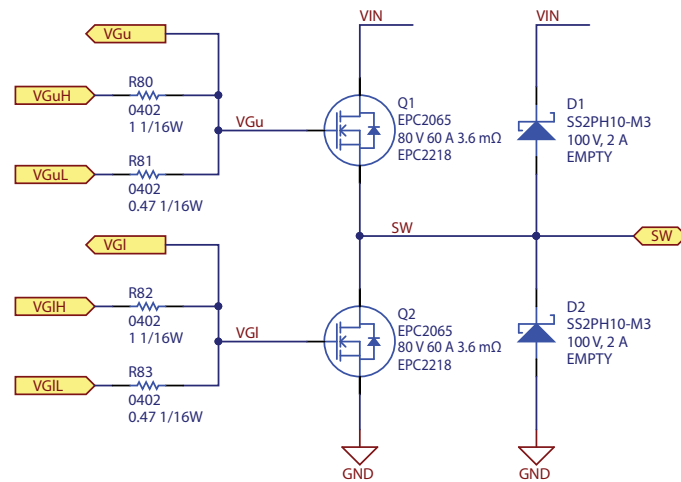 VGu
R80
VGuH
0402
1 1/16W
VGu
R81
VGuL
0402
0.47 1/16W
VIN
Q1
EPC2065
80 V 60 A 3.6 mΩ
EPC2218
VIN
D1
SS2PH10-M3
100 V, 2 A
EMPTY
SW
SW
VGl
R82
VGlH
0402
1 1/16W
VGl
R83
VGlL
0402
0.47 1/16W
Q2
EPC2065
80 V 60 A 3.6 mΩ
EPC2218
D2
SS2PH10-M3
100 V, 2 A
EMPTY
GND
GND